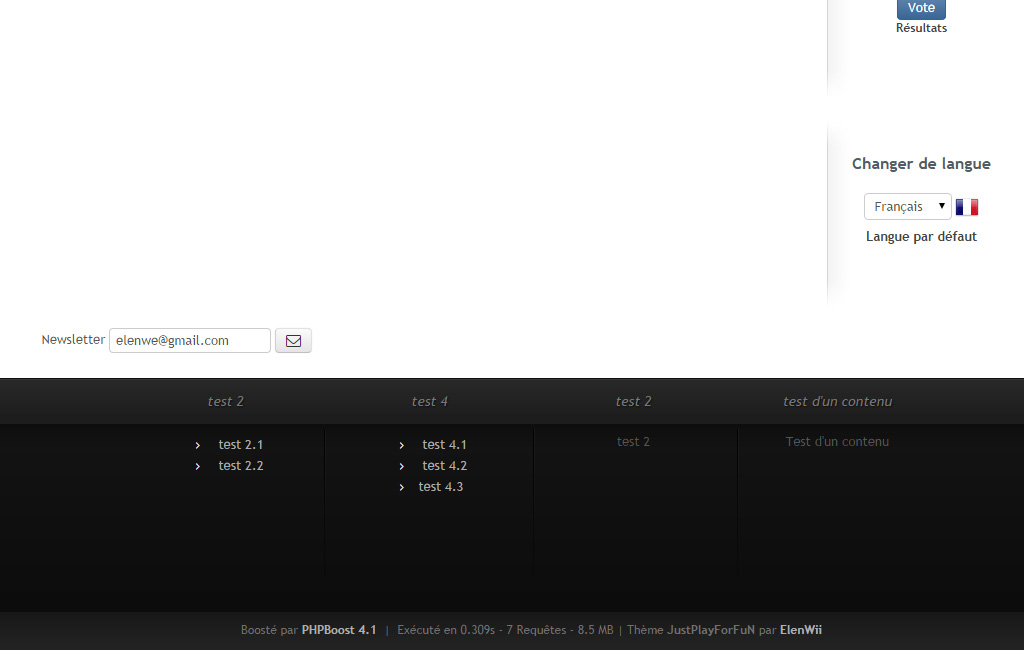 Vote
Résultats
Changer de langue
Français
Langue par défaut
Newsletter elenwe@gmail.com
test 2
test 4
test 2
test d'un contenu
test 2.1
test 2.2
test 4.1
test 4.2
test 4.3
test 2
Test d'un contenu
Boosté par PHPBoost 4.1 | Exécuté en 0.309s - 7 Requêtes - 8.5 MB | Thème JustPlayForFuN par ElenWii